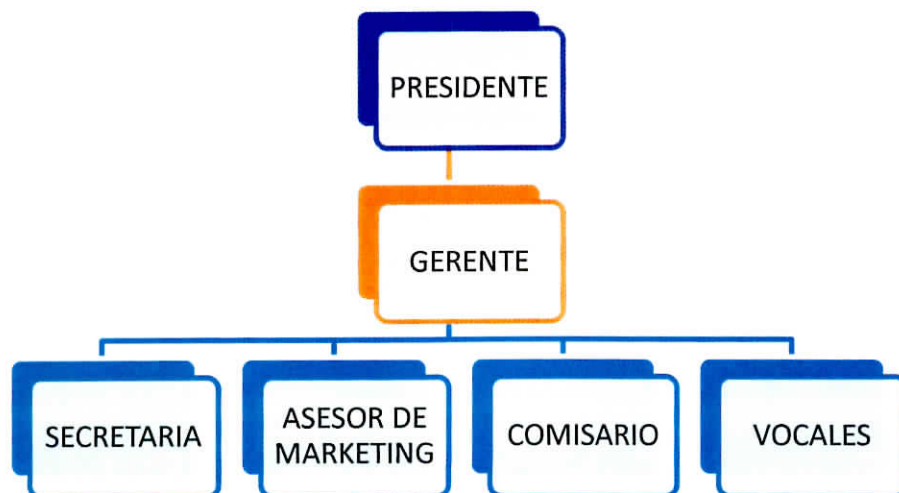 PRESIDENTE
GERENTE
SECRETARIA
ASESOR DE
MARKETING
COMISARIO
VOCALES